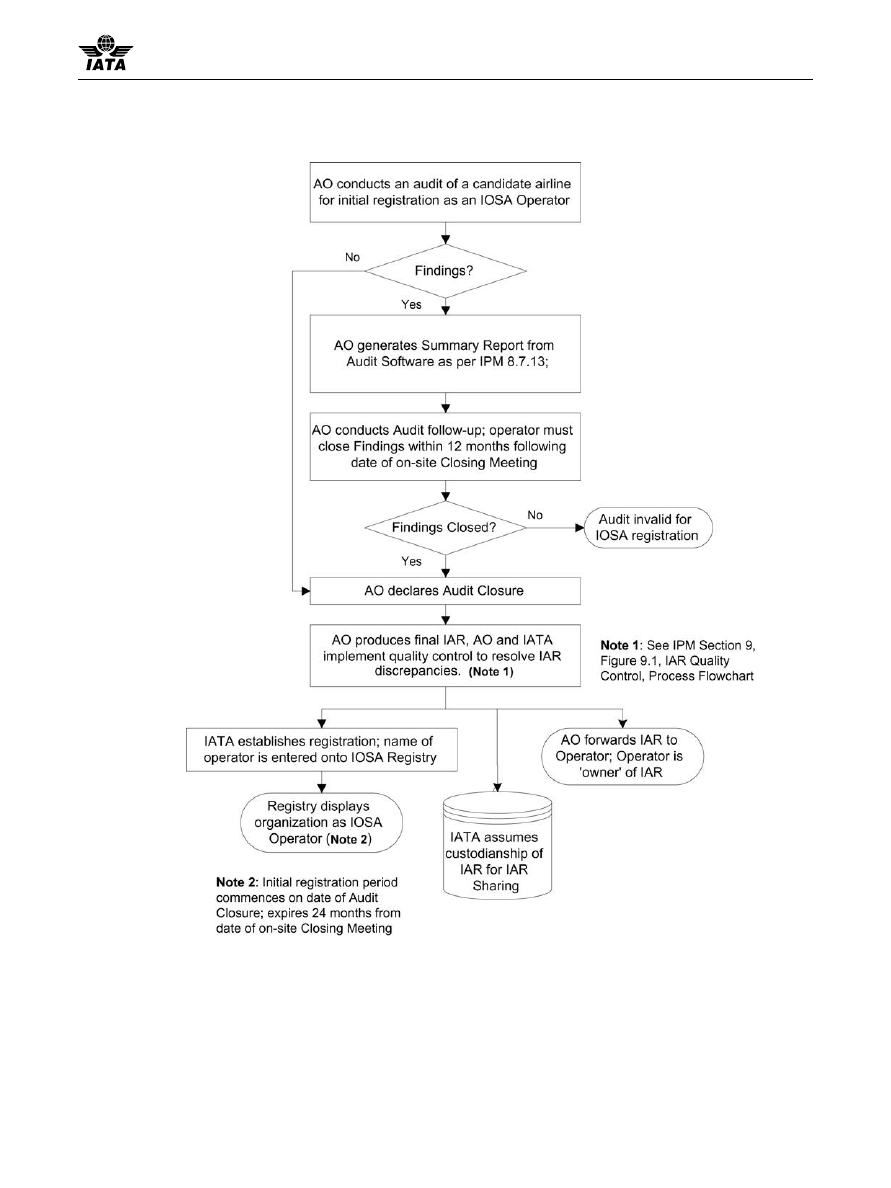 IATA
AO conducts an audit of a candidate airline
for initial registration as an IOSA Operator
No
Findings?
Yes
AO generates Summary Report from
Audit Software as per IPM 8.7.13;
AO conducts Audit follow-up; operator must
close Findings within 12 months following
date of on-site Closing Meeting
Findings Closed?
No
Audit invalid for
IOSA registration
Yes
AO declares Audit Closure
AO produces final IAR, AO and IATA
implement quality control to resolve IAR
discrepancies. (Note 1)
Note 1: See IPM Section 9,
Figure 9.1, IAR Quality
Control, Process Flowchart
IATA establishes registration; name of
operator is entered onto IOSA Registry
AO forwards IAR to
Operator; Operator is
'owner' of IAR
Registry displays
organization as IOSA
Operator (Note 2)
IATA assumes
custodianship of
IAR for IAR
Sharing
Note 2: Initial registration period
commences on date of Audit
Closure; expires 24 months from
date of on-site Closing Meeting